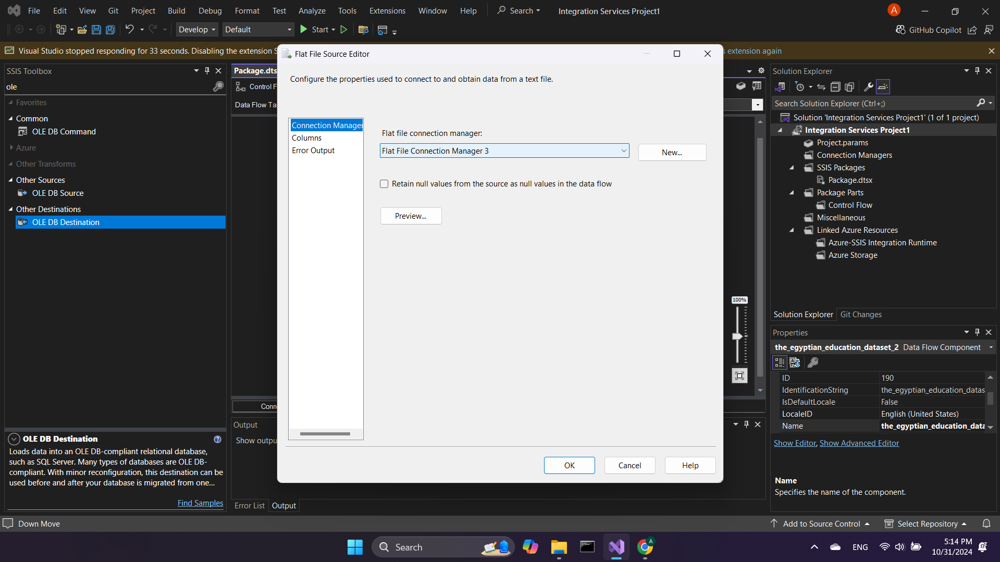 File Edit View Git Project Build Debug Format Test Analyze Tools Extensions Window Help Search Integration Services Project1 A
Develop Default Start GitHub Copilot
Visual Studio stopped responding for 33 seconds. Disabling the extension S
s extension again
SSIS Toolbox
ole
Favorites
Common
OLE DB Command
Azure
Other Transforms
Other Sources
OLE DB Source
Other Destinations
OLE DB Destination
OLE DB Destination
Loads data into an OLE DB-compliant relational database,
such as SQL Server. Many types of databases are OLE DB-
compliant. With minor reconfiguration, this destination can be
used before and after your database is migrated from one...
Find Samples
Package.dts
Control F
Data Flow Ta
Conn
100%
Output
Show outpu
Error List Output
Flat File Source Editor
Configure the properties used to connect to and obtain data from a text file.
Connection Manager
Columns
Error Output
Flat file connection manager:
Flat File Connection Manager 3
New...
Retain null values from the source as null values in the data flow
Preview...
OK Cancel Help
Solution Explorer
Search Solution Explorer (Ctrl+;)
Solution 'Integration Services Project1' (1 of 1 project)
Integration Services Project1
Project.params
Connection Managers
SSIS Packages
Package.dtsx
Package Parts
Control Flow
Miscellaneous
Linked Azure Resources
Azure-SSIS Integration Runtime
Azure Storage
Solution Explorer Git Changes
Properties
the_egyptian_education_dataset_2 Data Flow Component
ID 190
IdentificationString the_egyptian_education_datas
IsDefaultLocale False
LocaleID English (United States)
Name the_egyptian_education_data
Show Editor, Show Advanced Editor
Name
Specifies the name of the component.
Down Move Add to Source Control Select Repository
Search A ENG 5:14 PM
10/31/2024